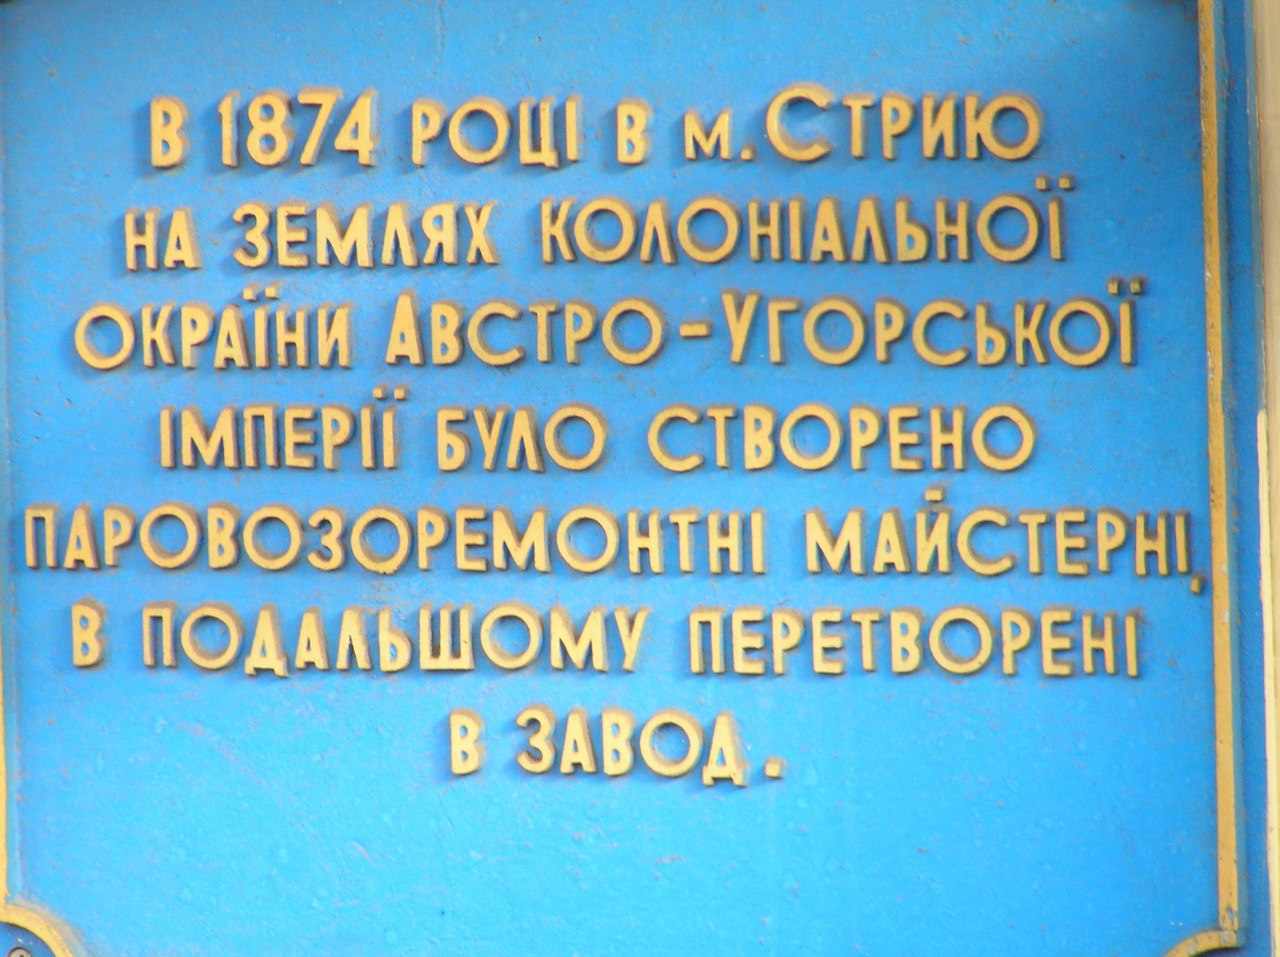 В 1874 РОЦІ В М. СТРИЮ
НА ЗЕМЛЯХ КОЛОНІАЛЬНОЇ
ОКРАЇНИ АВСТРО-УГОРСЬКОЇ
ІМПЕРІЇ БУЛО СТВОРЕНО
ПАРОВОЗОРЕМОНТНІ МАЙСТЕРНІ,
В ПОДАЛЬШОМУ ПЕРЕТВОРЕНІ
В ЗАВОД.